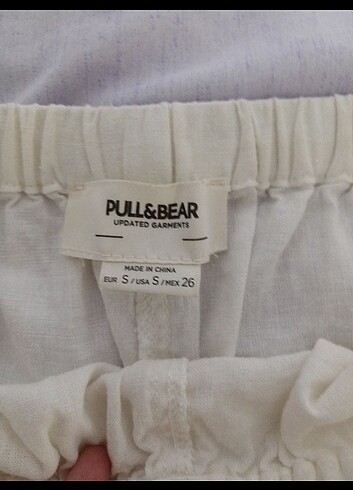 PULL&BEAR
UPDATED GARMENTS
MADE IN CHINA
EUR S / USA S / MEX 26